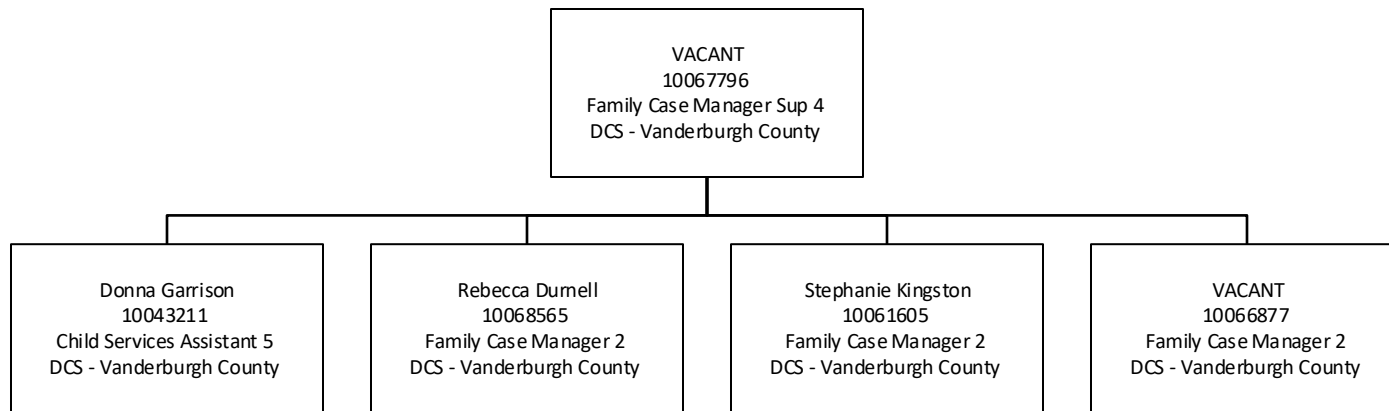 VACANT
10067796
Family Case Manager Sup 4
DCS - Vanderburgh County
Donna Garrison
10043211
Child Services Assistant 5
DCS - Vanderburgh County
Rebecca Durnell
10068565
Family Case Manager 2
DCS - Vanderburgh County
Stephanie Kingston
10061605
Family Case Manager 2
DCS - Vanderburgh County
VACANT
10066877
Family Case Manager 2
DCS - Vanderburgh County